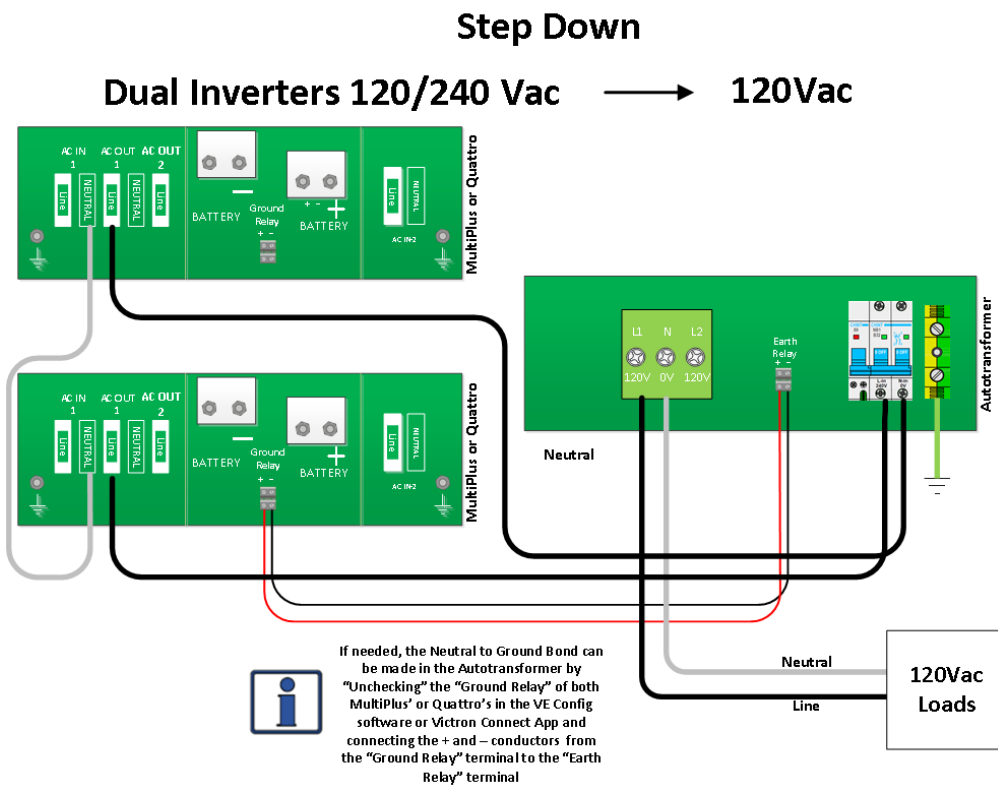 Step Down
Dual Inverters 120/240 Vac
120Vac
AC IN
1
AC OUT
1
AC OUT
2
Line
NEUTRAL
Line
NEUTRAL
Line
BATTERY
Ground
Relay
+ -
+ -
BATTERY
Line
NEUTRAL
AC IN-2
MultiPlus or Quattro
AC IN
1
AC OUT
1
AC OUT
2
Line
NEUTRAL
Line
NEUTRAL
Line
BATTERY
Ground
Relay
+ -
BATTERY
Line
NEUTRAL
AC IN-2
MultiPlus or Quattro
L1 N L2
120V 0V 120V
Earth
Relay
+ -
Autotransformer
Neutral
If needed, the Neutral to Ground Bond can
be made in the Autotransformer by
“Unchecking” the “Ground Relay” of both
MultiPlus’ or Quattro’s in the VE Config
software or Victron Connect App and
connecting the + and – conductors from
the “Ground Relay” terminal to the “Earth
Relay” terminal
Neutral
Line
120Vac
Loads